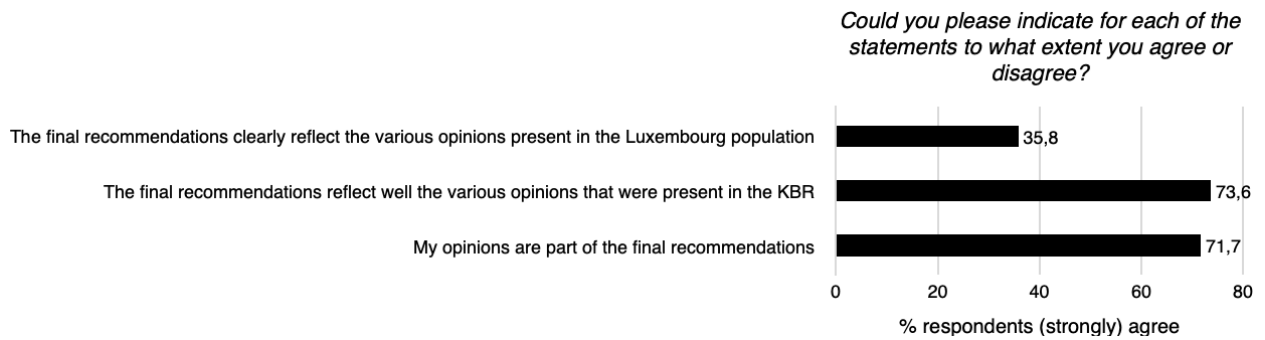 Could you please indicate for each of the
statements to what extent you agree or
disagree?
The final recommendations clearly reflect the various opinions present in the Luxembourg population
35,8
The final recommendations reflect well the various opinions that were present in the KBR
73,6
My opinions are part of the final recommendations
71,7
0 20 40 60 80
% respondents (strongly) agree